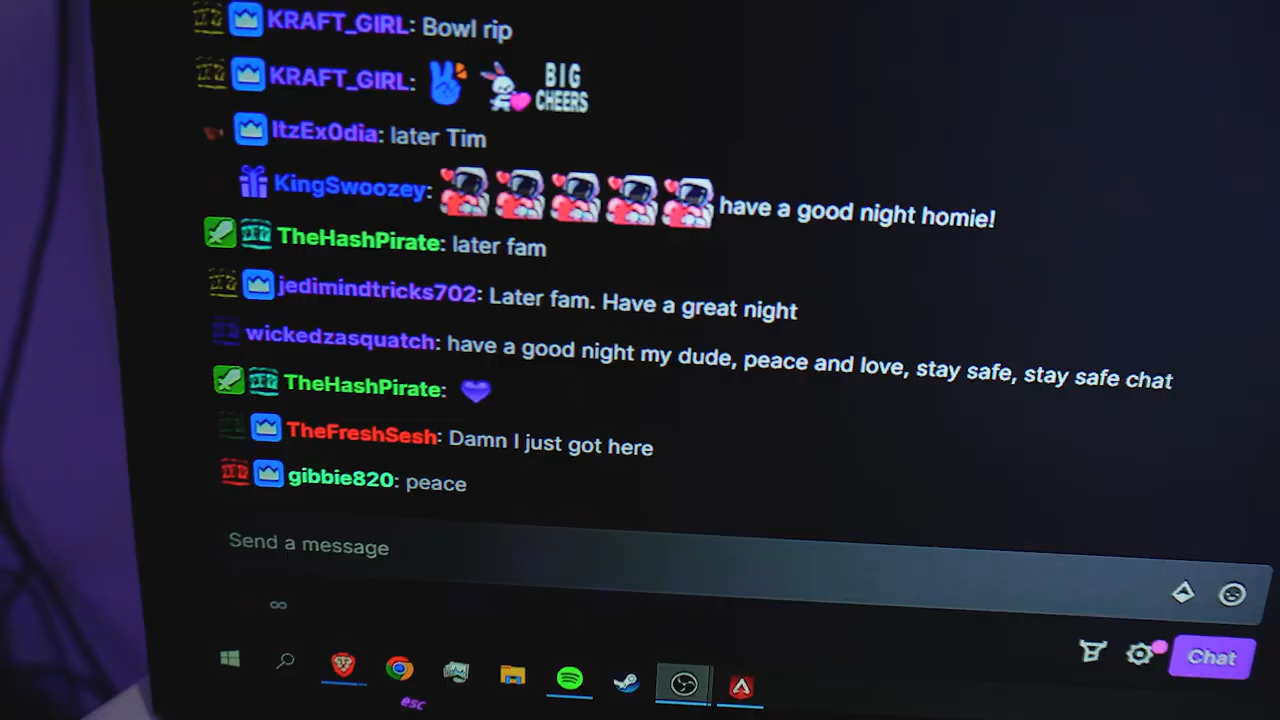 KRAFT_GIRL: Bowl rip
KRAFT_GIRL: BIG CHEERS
ItzEx0dia: later Tim
KingSwoozey: have a good night homie!
TheHashPirate: later fam
jedimindtricks702: Later fam. Have a great night
wickedzasquatch: have a good night my dude, peace and love, stay safe, stay safe chat
TheHashPirate:
TheFreshSesh: Damn I just got here
gibbie820: peace
Send a message
∞
Chat
esc